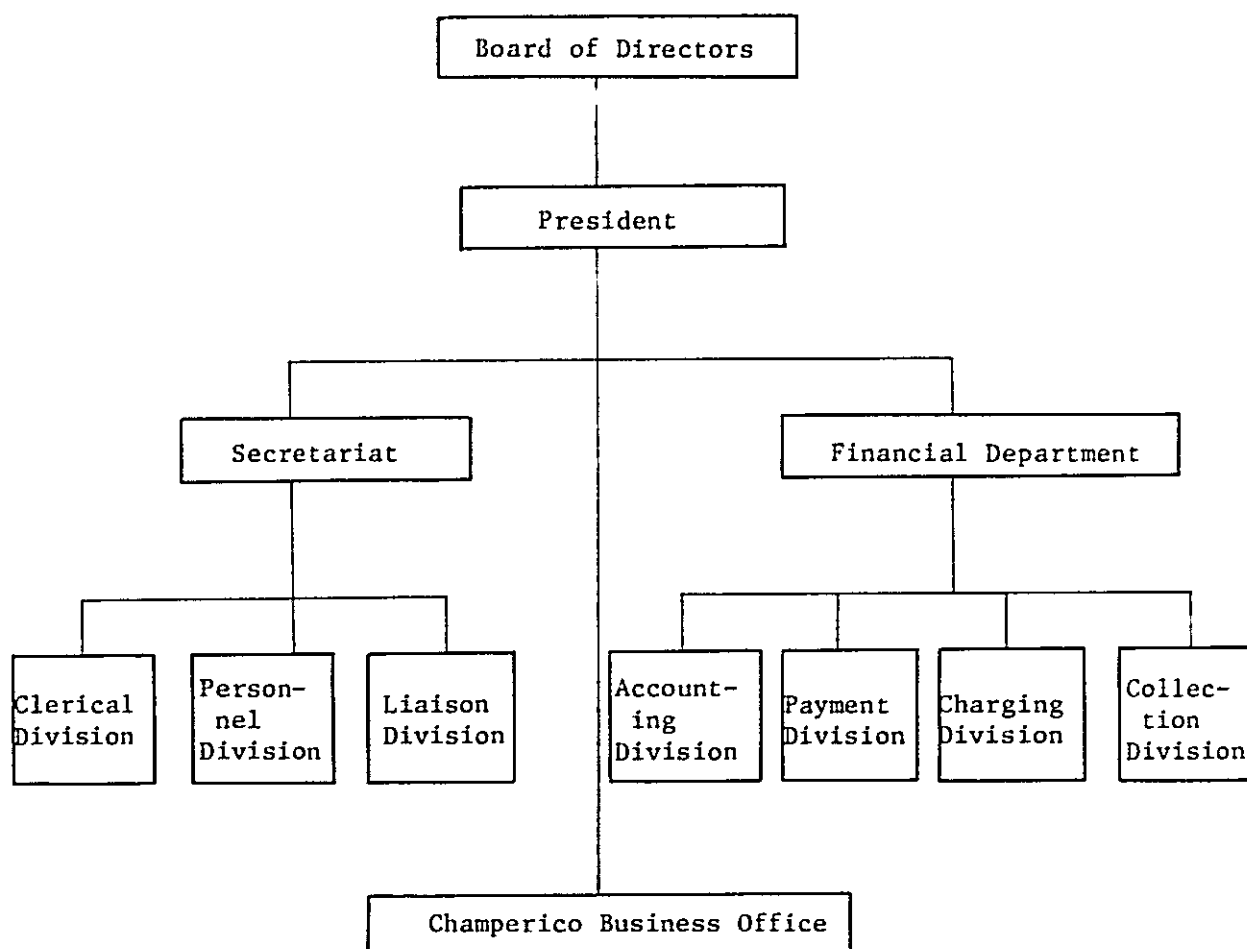 Board of Directors
President
Secretariat
Financial Department
Clerical
Division
Person-
nel
Division
Liaison
Division
Account-
ing
Division
Payment
Division
Charging
Division
Collec-
tion
Division
Champerico Business Office